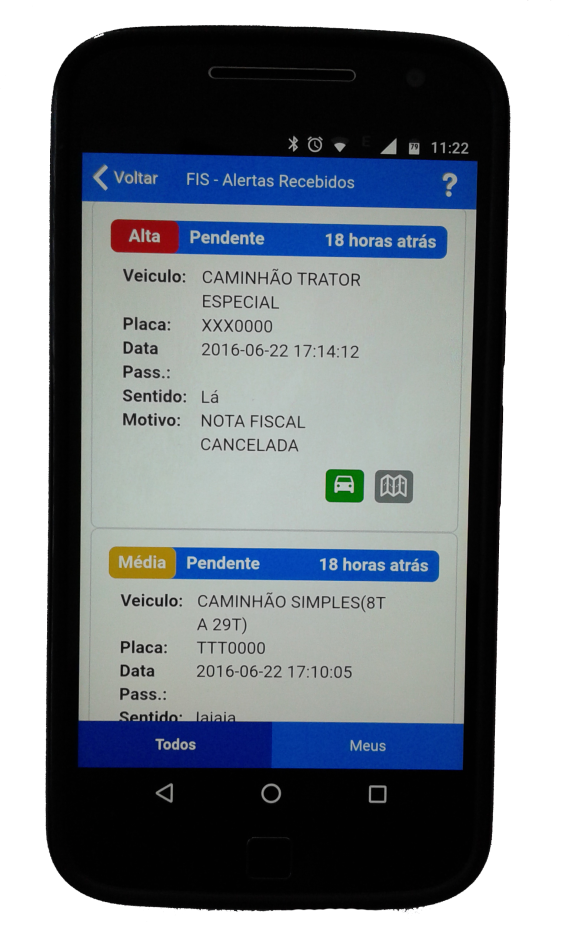 79 11:22
Voltar FIS - Alertas Recebidos ?
Alta Pendente 18 horas atrás
Veiculo: CAMINHÃO TRATOR
ESPECIAL
Placa: XXX0000
Data 2016-06-22 17:14:12
Pass.:
Sentido: Lá
Motivo: NOTA FISCAL
CANCELADA
Média Pendente 18 horas atrás
Veiculo: CAMINHÃO SIMPLES(8T
A 29T)
Placa: TTT0000
Data 2016-06-22 17:10:05
Pass.:
Sentido:
Todos Meus